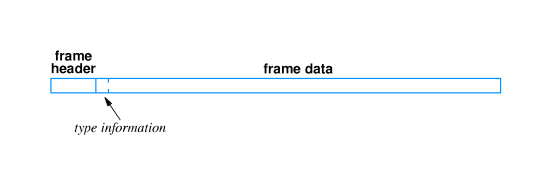 frame
header
frame data
type information